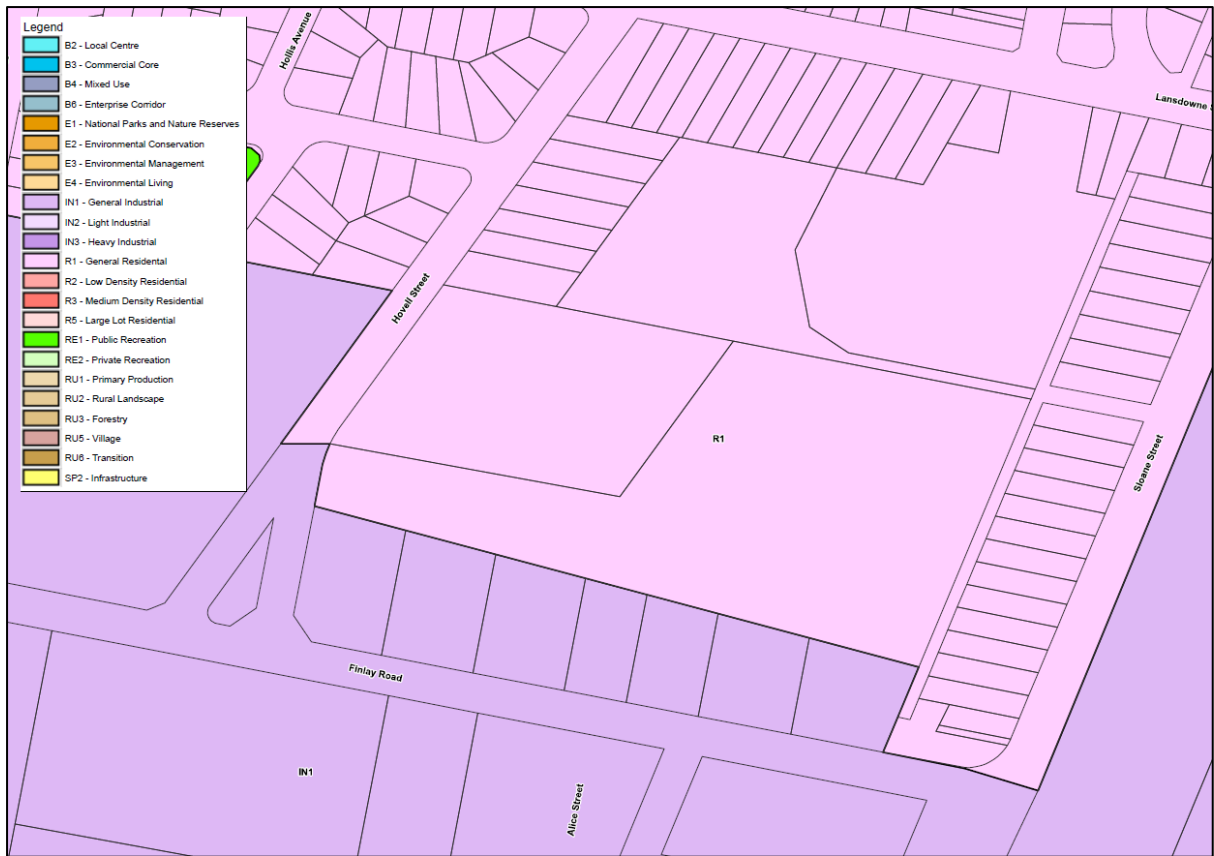 Legend
B2 - Local Centre
B3 - Commercial Core
B4 - Mixed Use
B6 - Enterprise Corridor
E1 - National Parks and Nature Reserves
E2 - Environmental Conservation
E3 - Environmental Management
E4 - Environmental Living
IN1 - General Industrial
IN2 - Light Industrial
IN3 - Heavy Industrial
R1 - General Residental
R2 - Low Density Residential
R3 - Medium Density Residential
R5 - Large Lot Residential
RE1 - Public Recreation
RE2 - Private Recreation
RU1 - Primary Production
RU2 - Rural Landscape
RU3 - Forestry
RU5 - Village
RU6 - Transition
SP2 - Infrastructure
Hollis Avenue
Lansdowne S
Hovell Street
R1
Sloane Street
Finlay Road
IN1
Alice Street